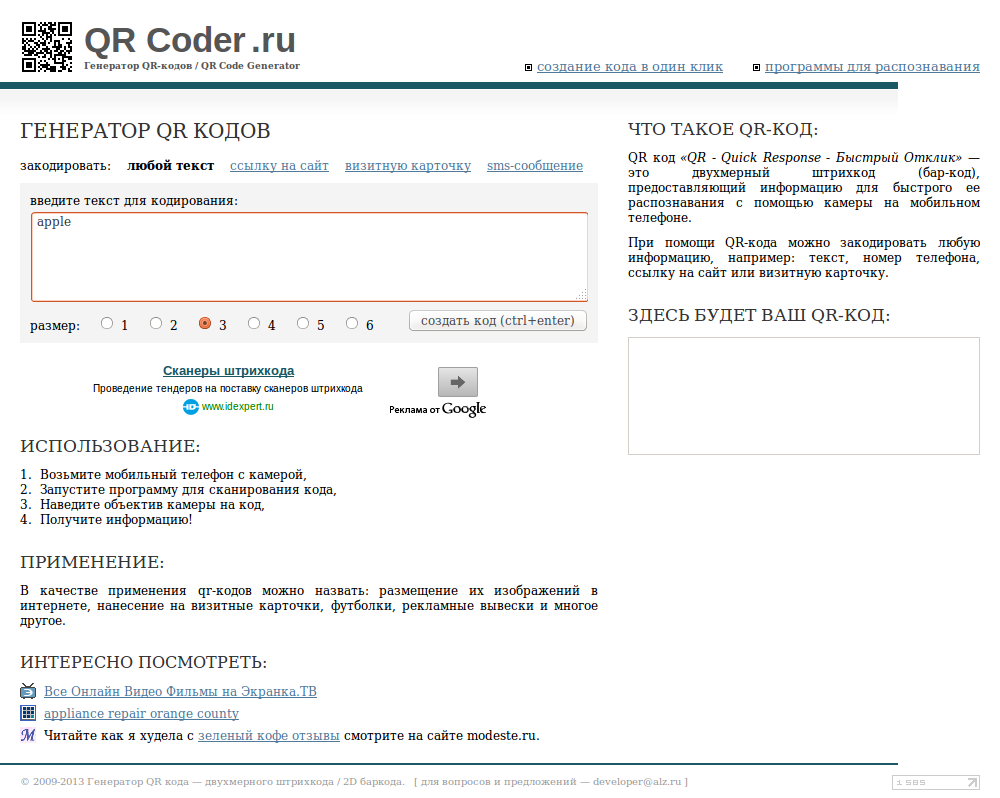 QR Coder.ru
Генератор QR-кодов / QR Code Generator
создание кода в один клик
программы для распознавания
ГЕНЕРАТОР QR КОДОВ
закодировать: любой текст ссылку на сайт визитную карточку sms-сообщение
введите текст для кодирования:
apple
размер: 1 2 3 4 5 6 создать код (ctrl+enter)
Сканеры штрихкода
Проведение тендеров на поставку сканеров штрихкода
www.idexpert.ru
Реклама от Google
ИСПОЛЬЗОВАНИЕ:
1. Возьмите мобильный телефон с камерой,
2. Запустите программу для сканирования кода,
3. Наведите объектив камеры на код,
4. Получите информацию!
ПРИМЕНЕНИЕ:
В качестве применения qr-кодов можно назвать: размещение их изображений в
интернете, нанесение на визитные карточки, футболки, рекламные вывески и многое
другое.
ИНТЕРЕСНО ПОСМОТРЕТЬ:
Все Онлайн Видео Фильмы на Экранка.ТВ
appliance repair orange county
Читайте как я худела с зеленый кофе отзывы смотрите на сайте modeste.ru.
ЧТО ТАКОЕ QR-КОД:
QR код «QR - Quick Response - Быстрый Отклик» —
это двухмерный штрихкод (бар-код),
предоставляющий информацию для быстрого ее
распознавания с помощью камеры на мобильном
телефоне.
При помощи QR-кода можно закодировать любую
информацию, например: текст, номер телефона,
ссылку на сайт или визитную карточку.
ЗДЕСЬ БУДЕТ ВАШ QR-КОД:
© 2009-2013 Генератор QR кода — двухмерного штрихкода / 2D баркода. [ для вопросов и предложений — developer@alz.ru ]
1585